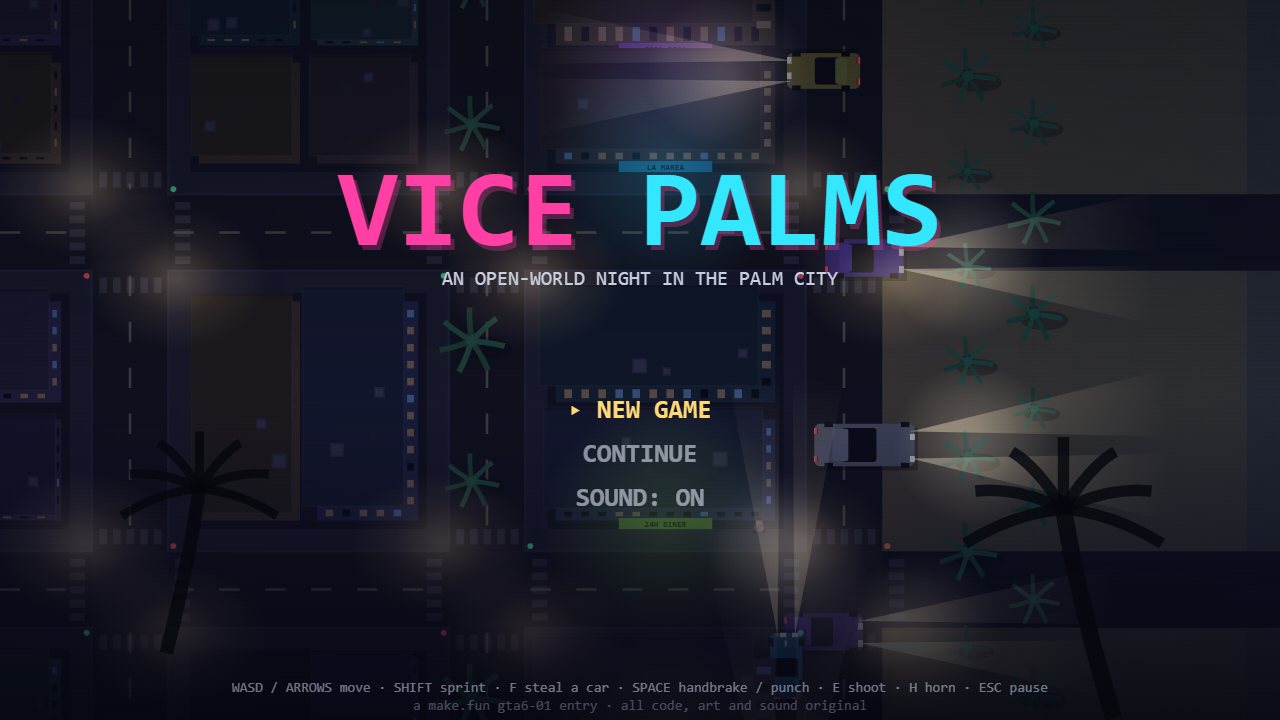 LA MAREA
VICE PALMS
AN OPEN-WORLD NIGHT IN THE PALM CITY
▸ NEW GAME
CONTINUE
SOUND: ON
24H DINER
WASD / ARROWS move · SHIFT sprint · F steal a car · SPACE handbrake / punch · E shoot · H horn · ESC pause
a make.fun gta6-01 entry · all code, art and sound original